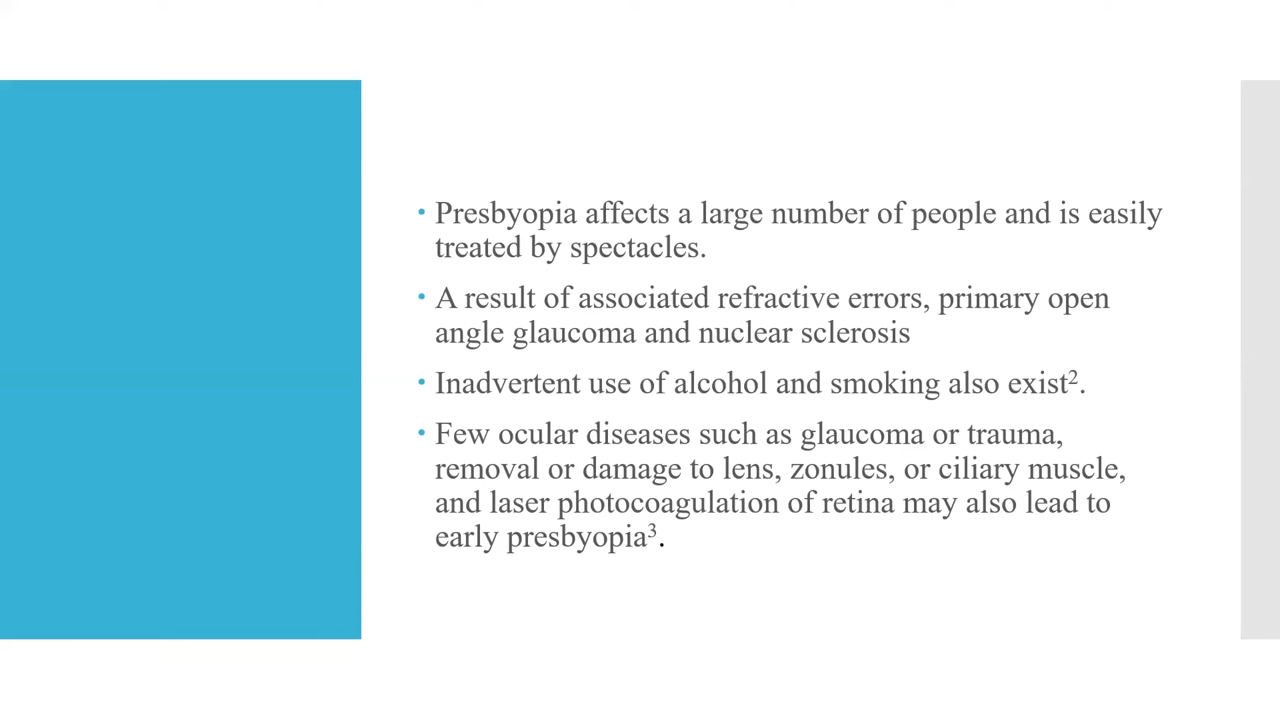 • Presbyopia affects a large number of people and is easily
treated by spectacles.
• A result of associated refractive errors, primary open
angle glaucoma and nuclear sclerosis
• Inadvertent use of alcohol and smoking also exist².
• Few ocular diseases such as glaucoma or trauma,
removal or damage to lens, zonules, or ciliary muscle,
and laser photocoagulation of retina may also lead to
early presbyopia³.